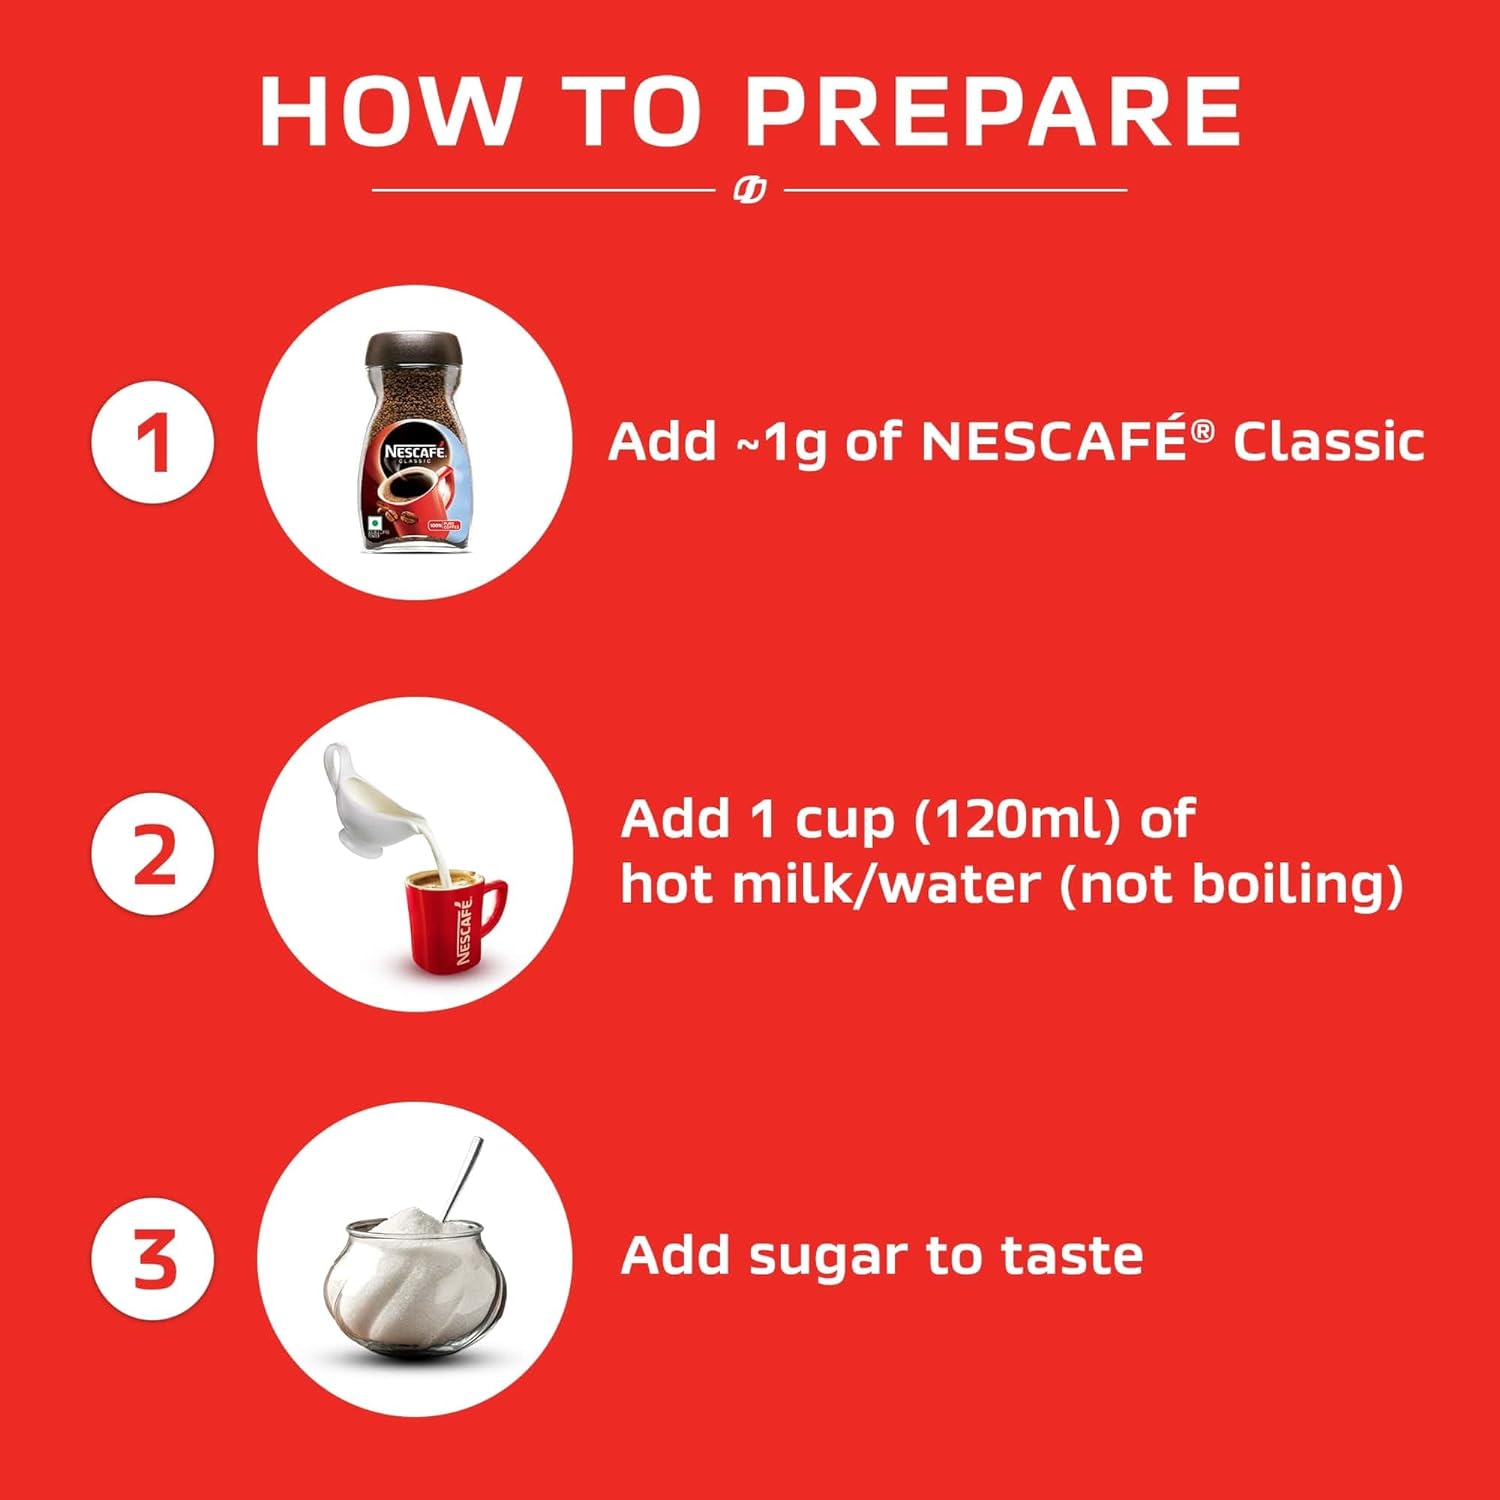 HOW TO PREPARE
1
NESCAFÉ
CLASSIC
100% PURE COFFEE
Add ~1g of NESCAFÉ® Classic
2
NESCAFÉ
Add 1 cup (120ml) of
hot milk/water (not boiling)
3
Add sugar to taste